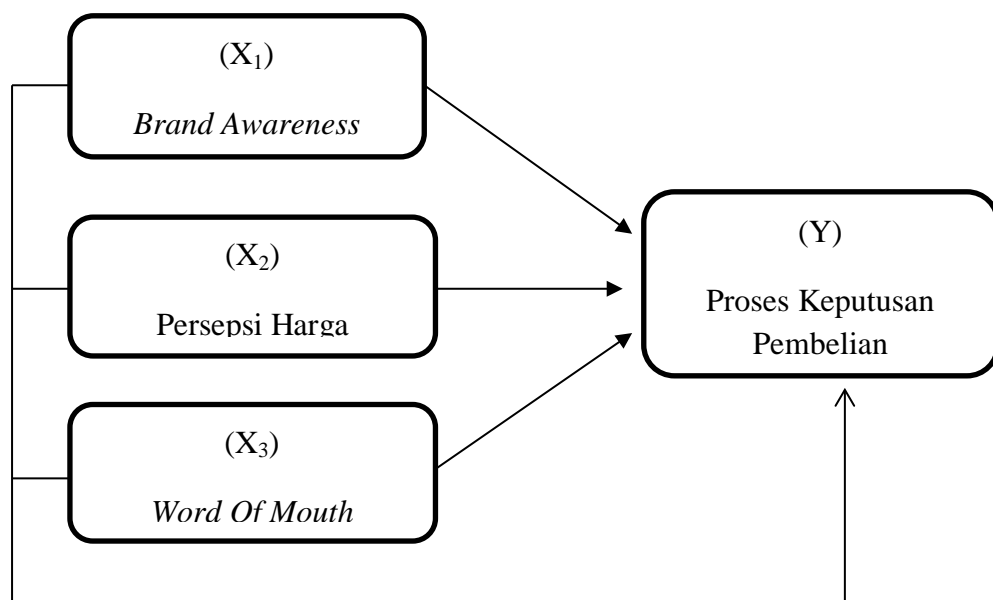 (X₁)
Brand Awareness
(X₂)
Persepsi Harga
(X₃)
Word Of Mouth
(Y)
Proses Keputusan
Pembelian